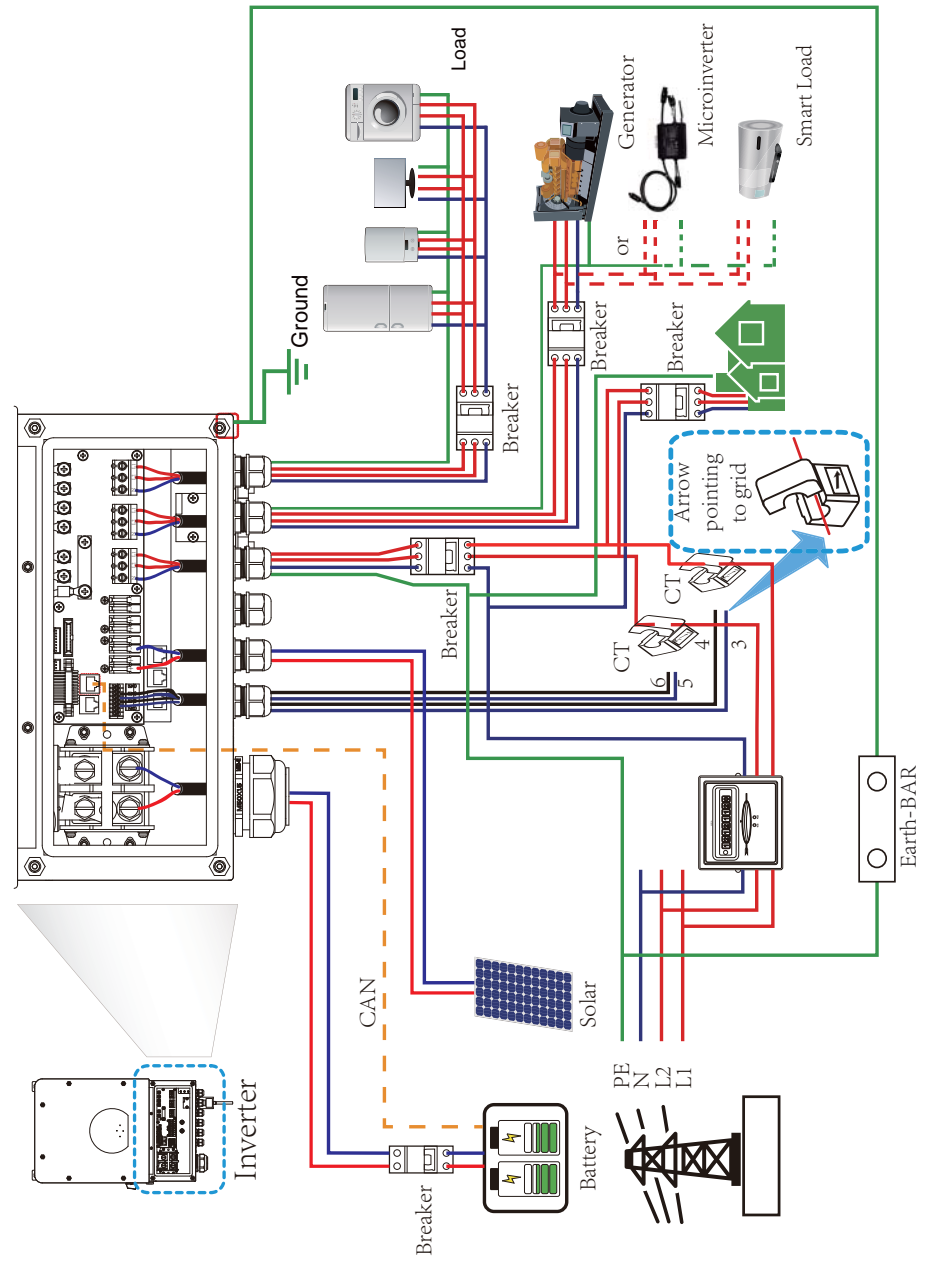 Load
Ground
Generator
Microinverter
Smart Load
or
Breaker
Breaker
Breaker
Breaker
Arrow
pointing
to grid
CT
CT
6
5
4
3
CAN
Solar
Earth-BAR
PE
N
L2
L1
Inverter
Breaker
Battery